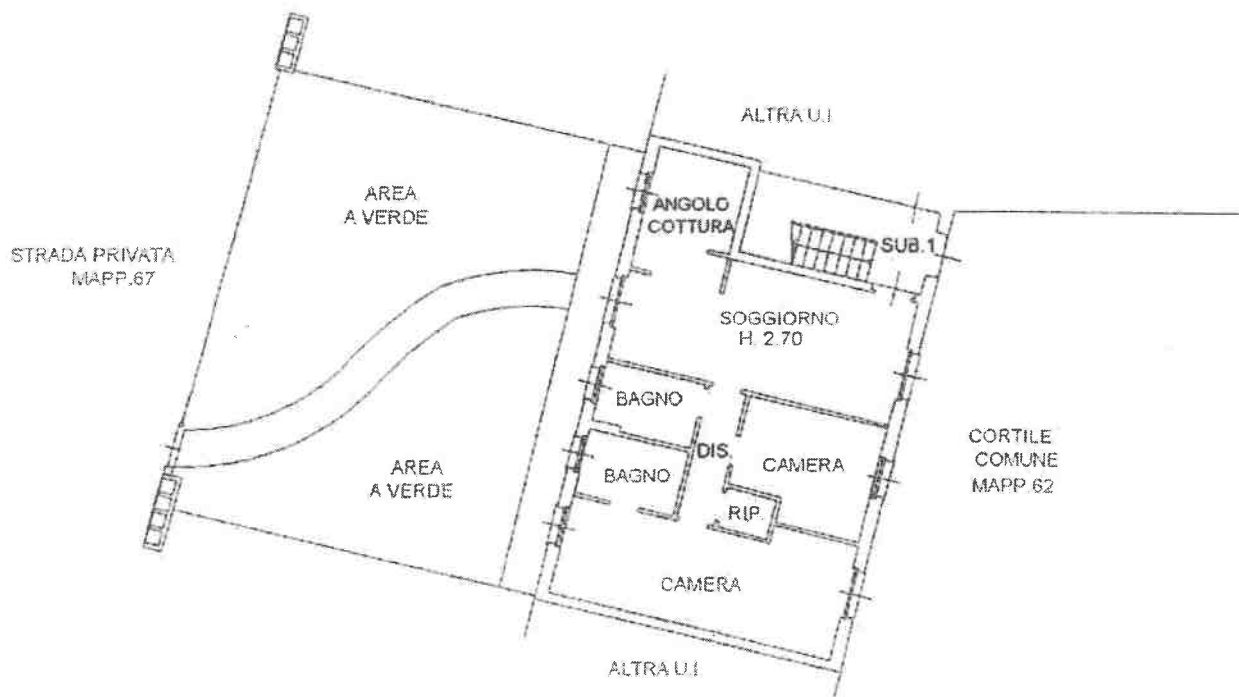 ALTRA U.I
AREA
A VERDE
ANGOLO
COTTURA
SUB.1
STRADA PRIVATA
MAPP.67
SOGGIORNO
H. 2.70
BAGNO
DIS.
CAMERA
CORTILE
COMUNE
MAPP.62
AREA
A VERDE
BAGNO
RIP.
CAMERA
ALTRA U.I